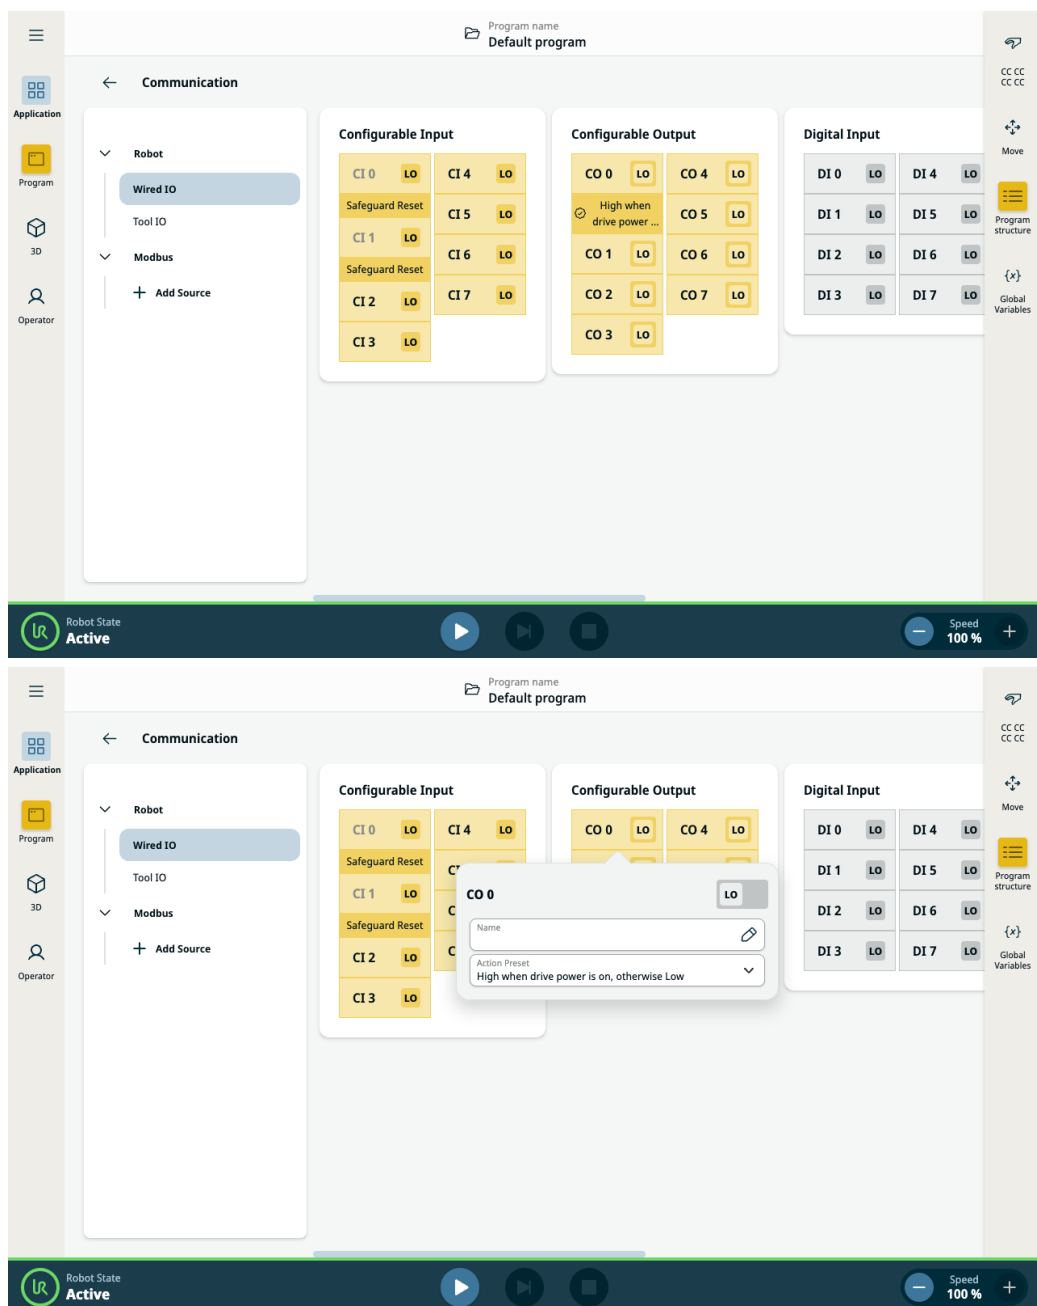 Program name
Default program
Application
Program
3D
Operator
Communication
Robot
Wired IO
Tool IO
Modbus
Add Source
Configurable Input
CI 0 LO CI 4 LO
Safeguard Reset
CI 5 LO
CI 1 LO
CI 6 LO
Safeguard Reset
CI 2 LO CI 7 LO
CI 3 LO
Configurable Output
CO 0 LO CO 4 LO
High when
drive power ...
CO 5 LO
CO 1 LO CO 6 LO
CO 2 LO CO 7 LO
CO 3 LO
Digital Input
DI 0 LO DI 4 LO
DI 1 LO DI 5 LO
DI 2 LO DI 6 LO
DI 3 LO DI 7 LO
CC CC
CC CC
Move
Program
structure
{x}
Global
Variables
UR
Robot State
Active
Speed
100 %
Program name
Default program
Application
Program
3D
Operator
Communication
Robot
Wired IO
Tool IO
Modbus
Add Source
Configurable Input
CI 0 LO CI 4 LO
Safeguard Reset
C
CI 1 LO
C
Safeguard Reset
CI 2 LO C
CI 3 LO
Configurable Output
CO 0 LO CO 4 LO
CO 0 LO
Name
Action Preset
High when drive power is on, otherwise Low
Digital Input
DI 0 LO DI 4 LO
DI 1 LO DI 5 LO
DI 2 LO DI 6 LO
DI 3 LO DI 7 LO
CC CC
CC CC
Move
Program
structure
{x}
Global
Variables
UR
Robot State
Active
Speed
100 %